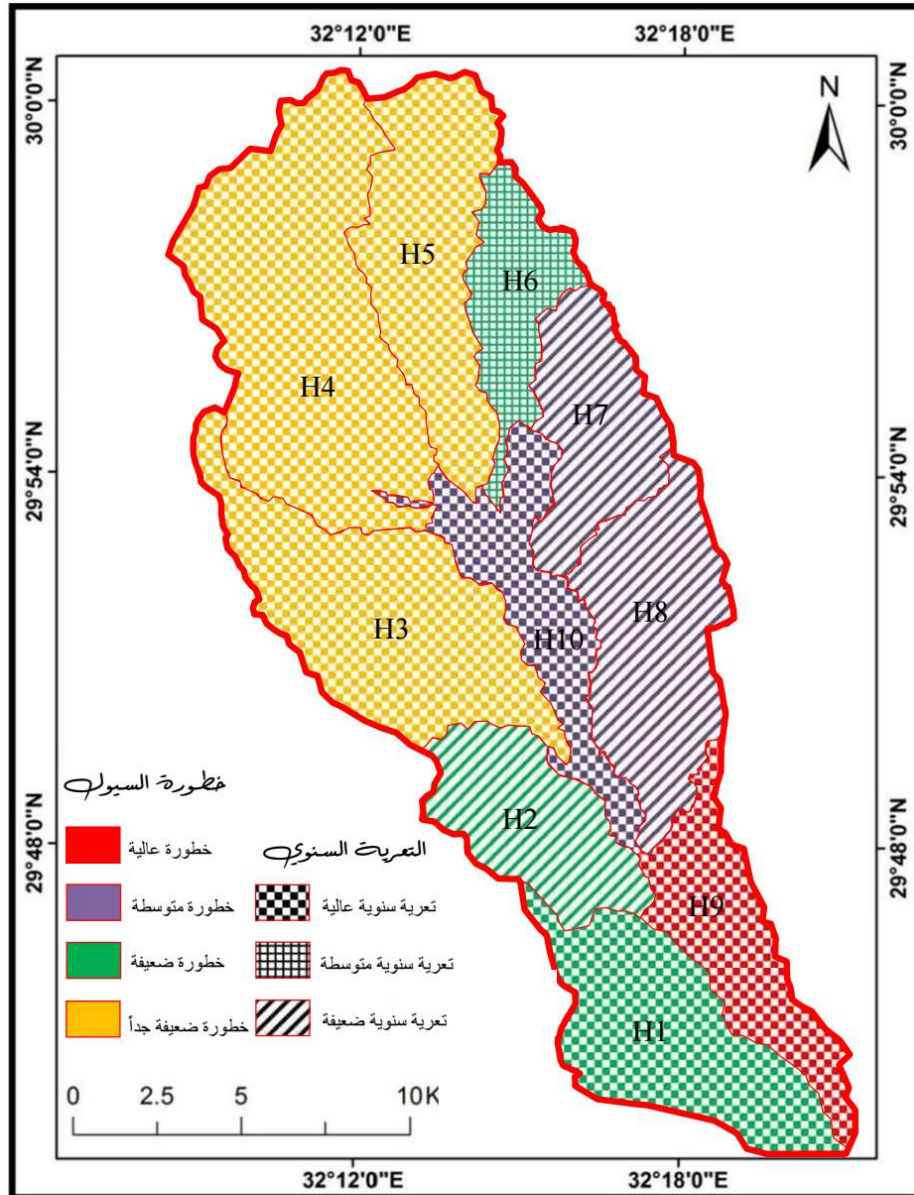 32°12'0"E
32°18'0"E
30°0'0"N
30°0'0"N
N
H5
H6
H4
H7
29°54'0"N
29°54'0"N
H8
H3
H10
خطورة السيول
H2
29°48'0"N
29°48'0"N
خطورة عالية
التعرية السنوي
H9
خطورة متوسطة
تعرية سنوية عالية
خطورة ضعيفة
تعرية سنوية متوسطة
خطورة ضعيفة جداً
تعرية سنوية ضعيفة
H1
0 2.5 5 10K
32°12'0"E
32°18'0"E